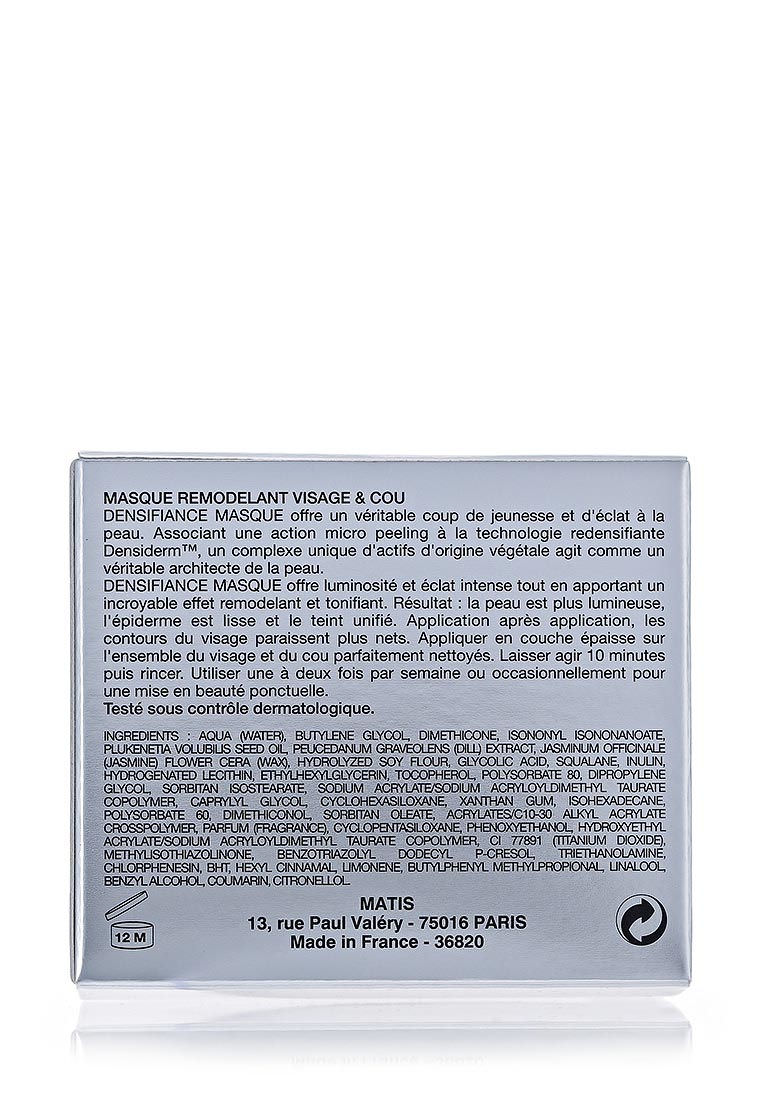 MASQUE REMODELANT VISAGE & COU
DENSIFIANCE MASQUE offre un véritable coup de jeunesse et d'éclat à la
peau. Associant une action micro peeling à la technologie redensifiante
Densiderm™, un complexe unique d'actifs d'origine végétale agit comme un
véritable architecte de la peau.
DENSIFIANCE MASQUE offre luminosité et éclat intense tout en apportant un
incroyable effet remodelant et tonifiant. Résultat : la peau est plus lumineuse,
l'épiderme est lisse et le teint unifié. Application après application, les
contours du visage paraissent plus nets. Appliquer en couche épaisse sur
l'ensemble du visage et du cou parfaitement nettoyés. Laisser agir 10 minutes
puis rincer. Utiliser une à deux fois par semaine ou occasionnellement pour
une mise en beauté ponctuelle.
Testé sous contrôle dermatologique.
INGREDIENTS : AQUA (WATER), BUTYLENE GLYCOL, DIMETHICONE, ISONONYL ISONONANOATE,
PLUKENETIA VOLUBILIS SEED OIL, PEUCEDANUM GRAVEOLENS (DILL) EXTRACT, JASMINUM OFFICINALE
(JASMINE) FLOWER CERA (WAX), HYDROLYZED SOY FLOUR, GLYCOLIC ACID, SQUALANE, INULIN,
HYDROGENATED LECITHIN, ETHYLHEXYLGLYCERIN, TOCOPHEROL, POLYSORBATE 80, DIPROPYLENE
GLYCOL, SORBITAN ISOSTEARATE, SODIUM ACRYLATE/SODIUM ACRYLOYLDIMETHYL TAURATE
COPOLYMER, CAPRYLYL GLYCOL, CYCLOHEXASILOXANE, XANTHAN GUM, ISOHEXADECANE,
POLYSORBATE 60, DIMETHICONOL, SORBITAN OLEATE, ACRYLATES/C10-30 ALKYL ACRYLATE
CROSSPOLYMER, PARFUM (FRAGRANCE), CYCLOPENTASILOXANE, PHENOXYETHANOL, HYDROXYETHYL
ACRYLATE/SODIUM ACRYLOYLDIMETHYL TAURATE COPOLYMER, CI 77891 (TITANIUM DIOXIDE),
METHYLISOTHIAZOLINONE, BENZOTRIAZOLYL DODECYL P-CRESOL, TRIETHANOLAMINE,
CHLORPHENESIN, BHT, HEXYL CINNAMAL, LIMONENE, BUTYLPHENYL METHYLPROPIONAL, LINALOOL,
BENZYL ALCOHOL, COUMARIN, CITRONELLOL.
12 M
MATIS
13, rue Paul Valéry - 75016 PARIS
Made in France - 36820